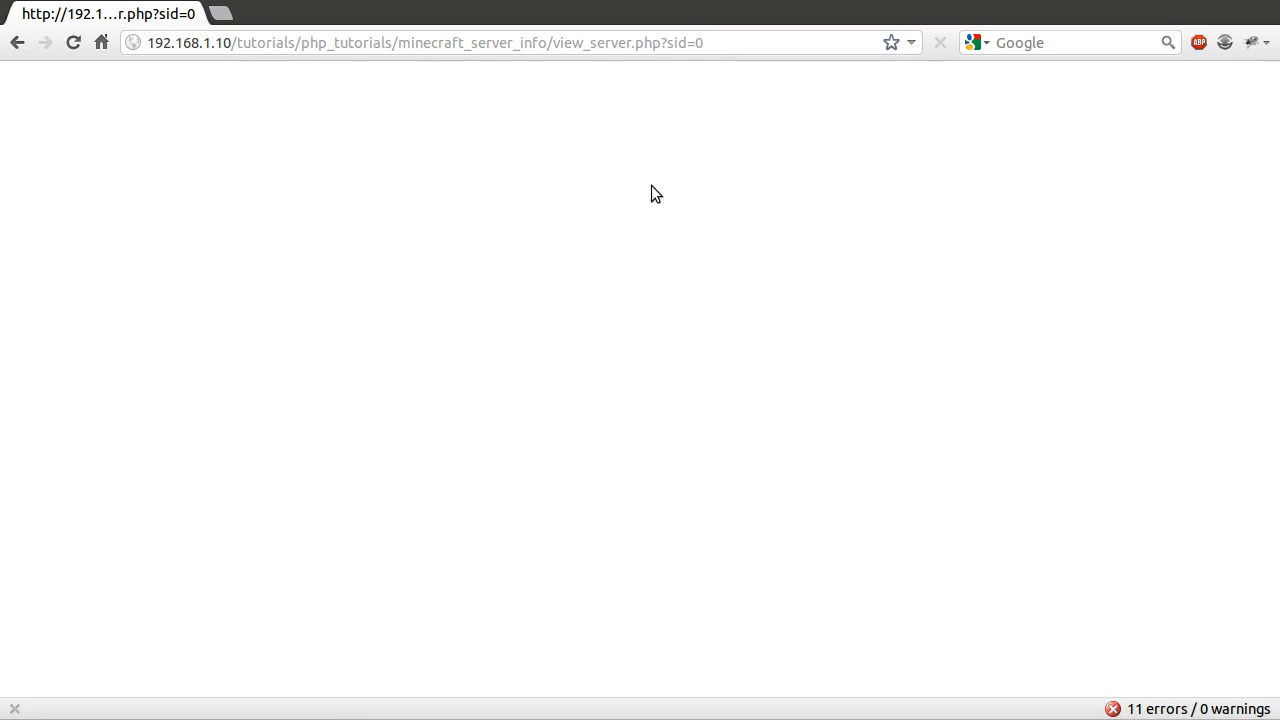 http://192.1...r.php?sid=0
192.168.1.10/tutorials/php_tutorials/minecraft_server_info/view_server.php?sid=0
Google
ABP
11 errors / 0 warnings